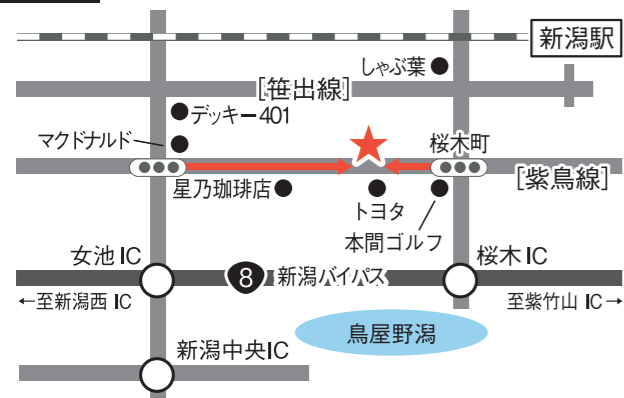 新潟駅
しゃぶ葉
[笹出線]
デッキー401
マクドナルド
桜木町
[紫鳥線]
星乃珈琲店
トヨタ
本間ゴルフ
女池 IC
8 新潟バイパス
桜木 IC
←至新潟西 IC
至紫竹山 IC→
鳥屋野潟
新潟中央IC